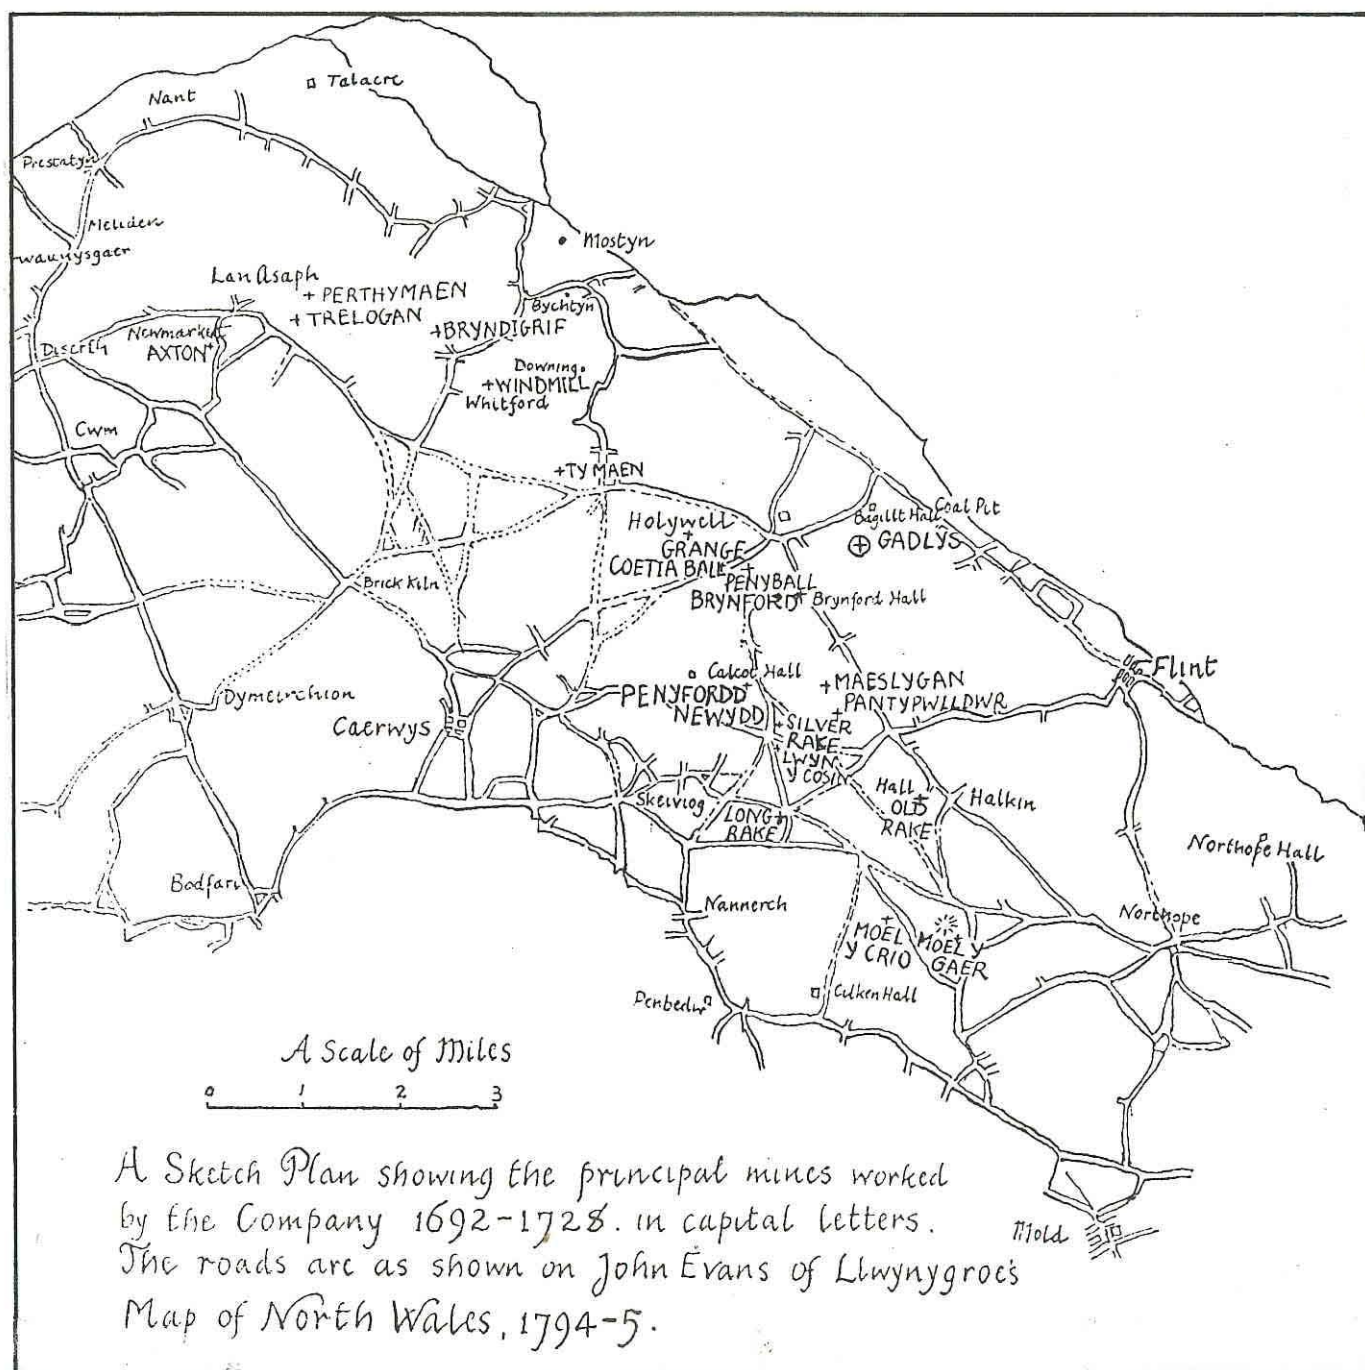 Talacre
Nant
Prestatyn
Meliden
Mostyn
Lan Asaph
PERTHYMAEN
TRELOGAN
Bychtyn
BRYNDIGRIF
Newmarket
AXTON
Diserth
Downing
WINDMILL
Whitford
Cwm
TY MAEN
Holywell
Bagillt Hall
Coal Pit
GADLYS
GRANGE
COETIA BALL
PENYBALL
BRYNFORD
Brynford Hall
Brick Kiln
Flint
Calcot Hall
PENYFORDD
NEWYDD
MAESLYGAN
PANTYPWLLDWR
Dymeirchion
Caerwys
SILVER
RAKE
LWYN
Y COSIN
Skeiviog
LONG
RAKE
Hall
OLD
RAKE
Halkin
Northope Hall
Bodfari
Nannerch
Northope
MOEL
Y CRIO
MOEL Y
GAER
Cilken Hall
Penbedw
A Scale of Miles
0 1 2 3
A Sketch Plan showing the principal mines worked
by the Company 1692-1728. in capital letters.
The roads are as shown on John Evans of Llwynygroes
Map of North Wales, 1794-5.
Mold